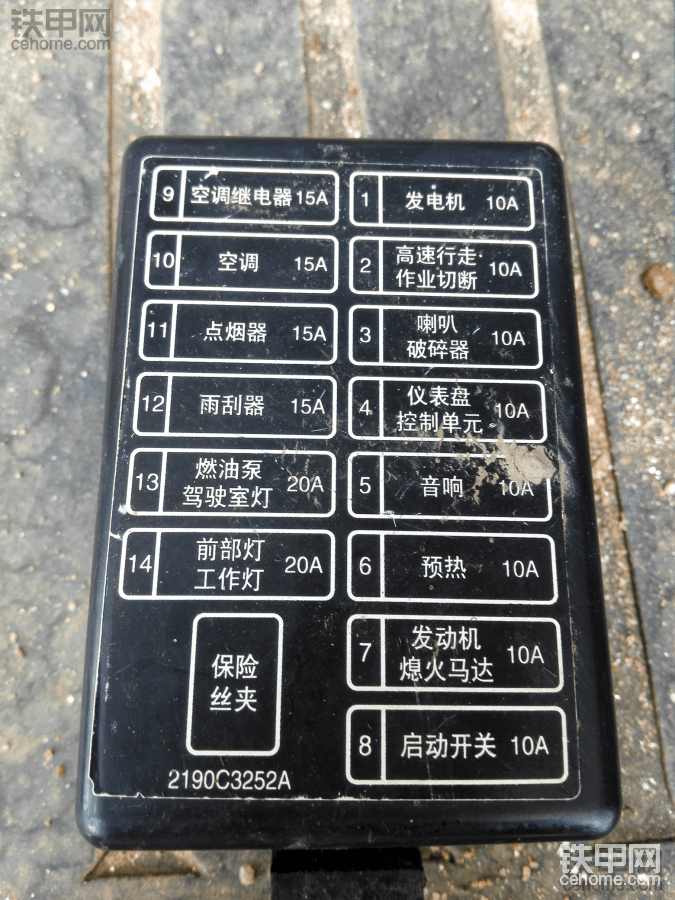 铁甲网
cehome.com
9 空调继电器 15A
1 发电机 10A
10 空调 15A
2 高速行走 10A
作业切断
11 点烟器 15A
3 喇叭 10A
破碎器
12 雨刮器 15A
4 仪表盘 10A
控制单元
13 燃油泵 20A
驾驶室灯
5 音响 10A
14 前部灯 20A
工作灯
6 预热 10A
保险
丝夹
7 发动机 10A
熄火马达
8 启动开关 10A
2190C3252A
铁甲网
cehome.com